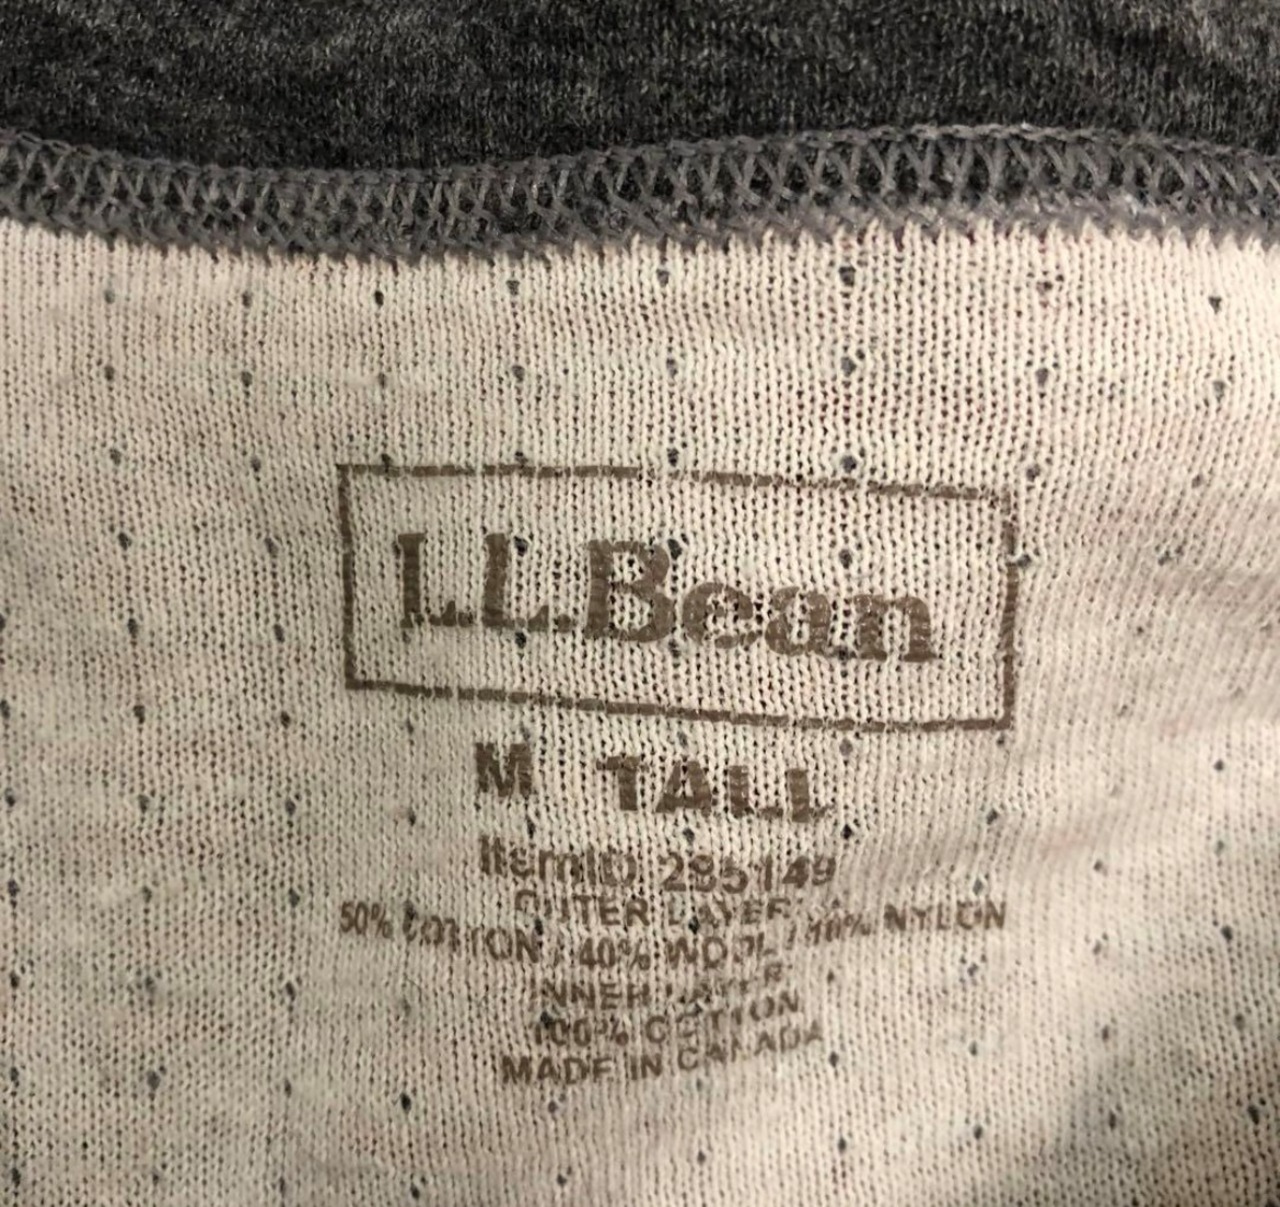 L.L.Bean
M TALL
ItemID 285149
OUTER LAYER
50% COTTON / 40% WOOL / 10% NYLON
INNER LAYER
100% COTTON
MADE IN CANADA